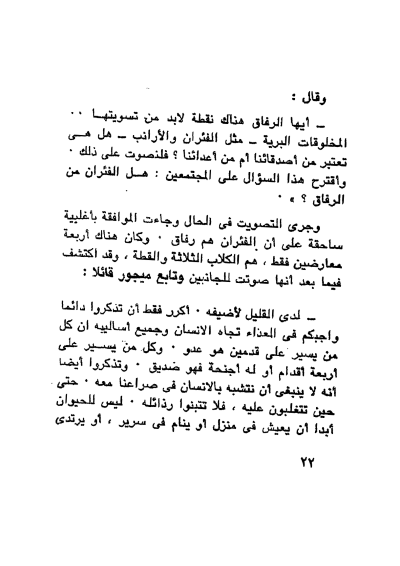 وقال :
ــ أيها الرفاق هناك نقطة لابد من تسويتهــا ٠٠
المخلوقات البرية ــ مثل الفئران والأرانب ــ هل هــى
تعتبر من أصدقائنا أم من أعدائنا ؟ فلنصوت على ذلك ٠
وأقترح هذا السؤال على المجتمعين : هــل الفئران من
الرفاق ؟ » ٠
وجرى التصويت فى الحال وجاءت الموافقة بأغلبية
ساحقة على أن الفئران هم رفاق ٠ وكان هناك أربعة
معارضين فقط ، هم الكلاب الثلاثة والقطة ، وقد اكتشف
فيما بعد أنها صوتت للجانبين وتابع ميجور قائلا :
ــ لدى القليل لأضيفه ٠ أكرر فقط أن تذكروا دائما
واجبكم فى العداء تجاه الانسان وجميع أساليبه ان كل
من يسير على قدمين هو عدو ٠ وكل من يســير على
أربعة أقدام أو له أجنحة فهو صديق ٠ وتذكروا أيضا
أنه لا ينبغى أن نتشبه بالانسان فى صراعنا معه ٠ حتى
حين تتغلبون عليه ، فلا تتبنوا رذائله ٠ ليس للحيوان
أبدا أن يعيش فى منزل أو ينام فى سرير ، أو يرتدى
٢٢